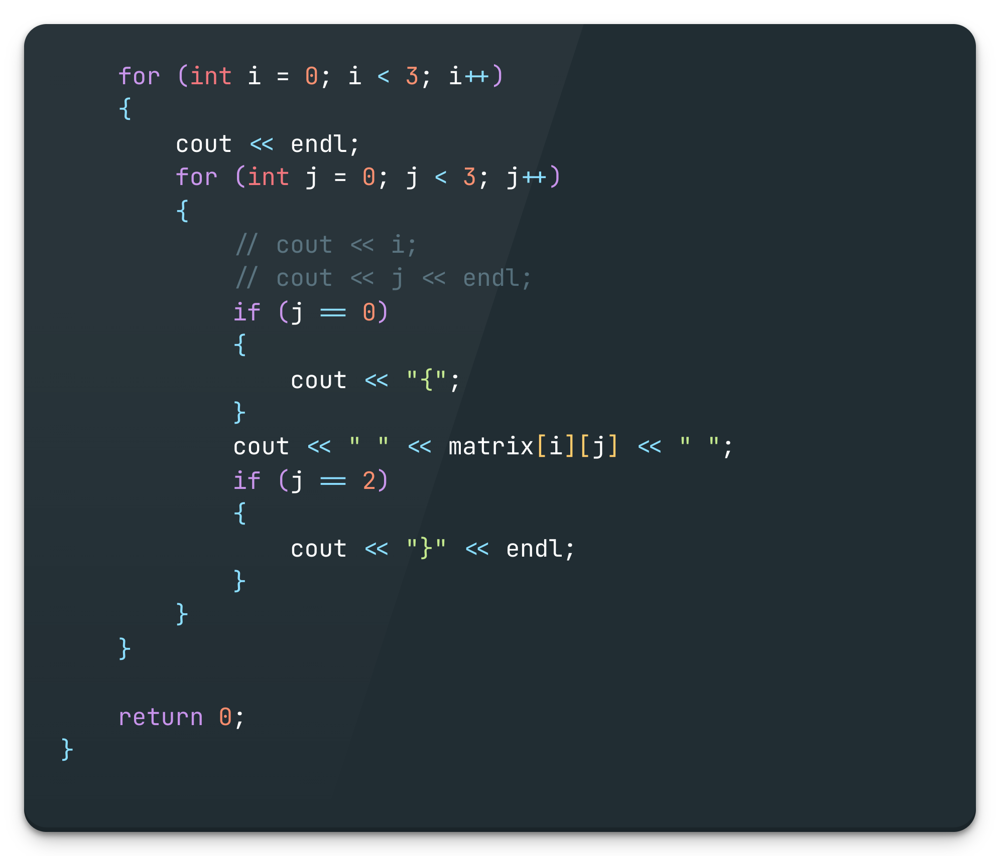 for (int i = 0; i < 3; i++)
{
cout << endl;
for (int j = 0; j < 3; j++)
{
// cout << i;
// cout << j << endl;
if (j == 0)
{
cout << "{";
}
cout << " " << matrix[i][j] << " ";
if (j == 2)
{
cout << "}" << endl;
}
}
}
return 0;
}